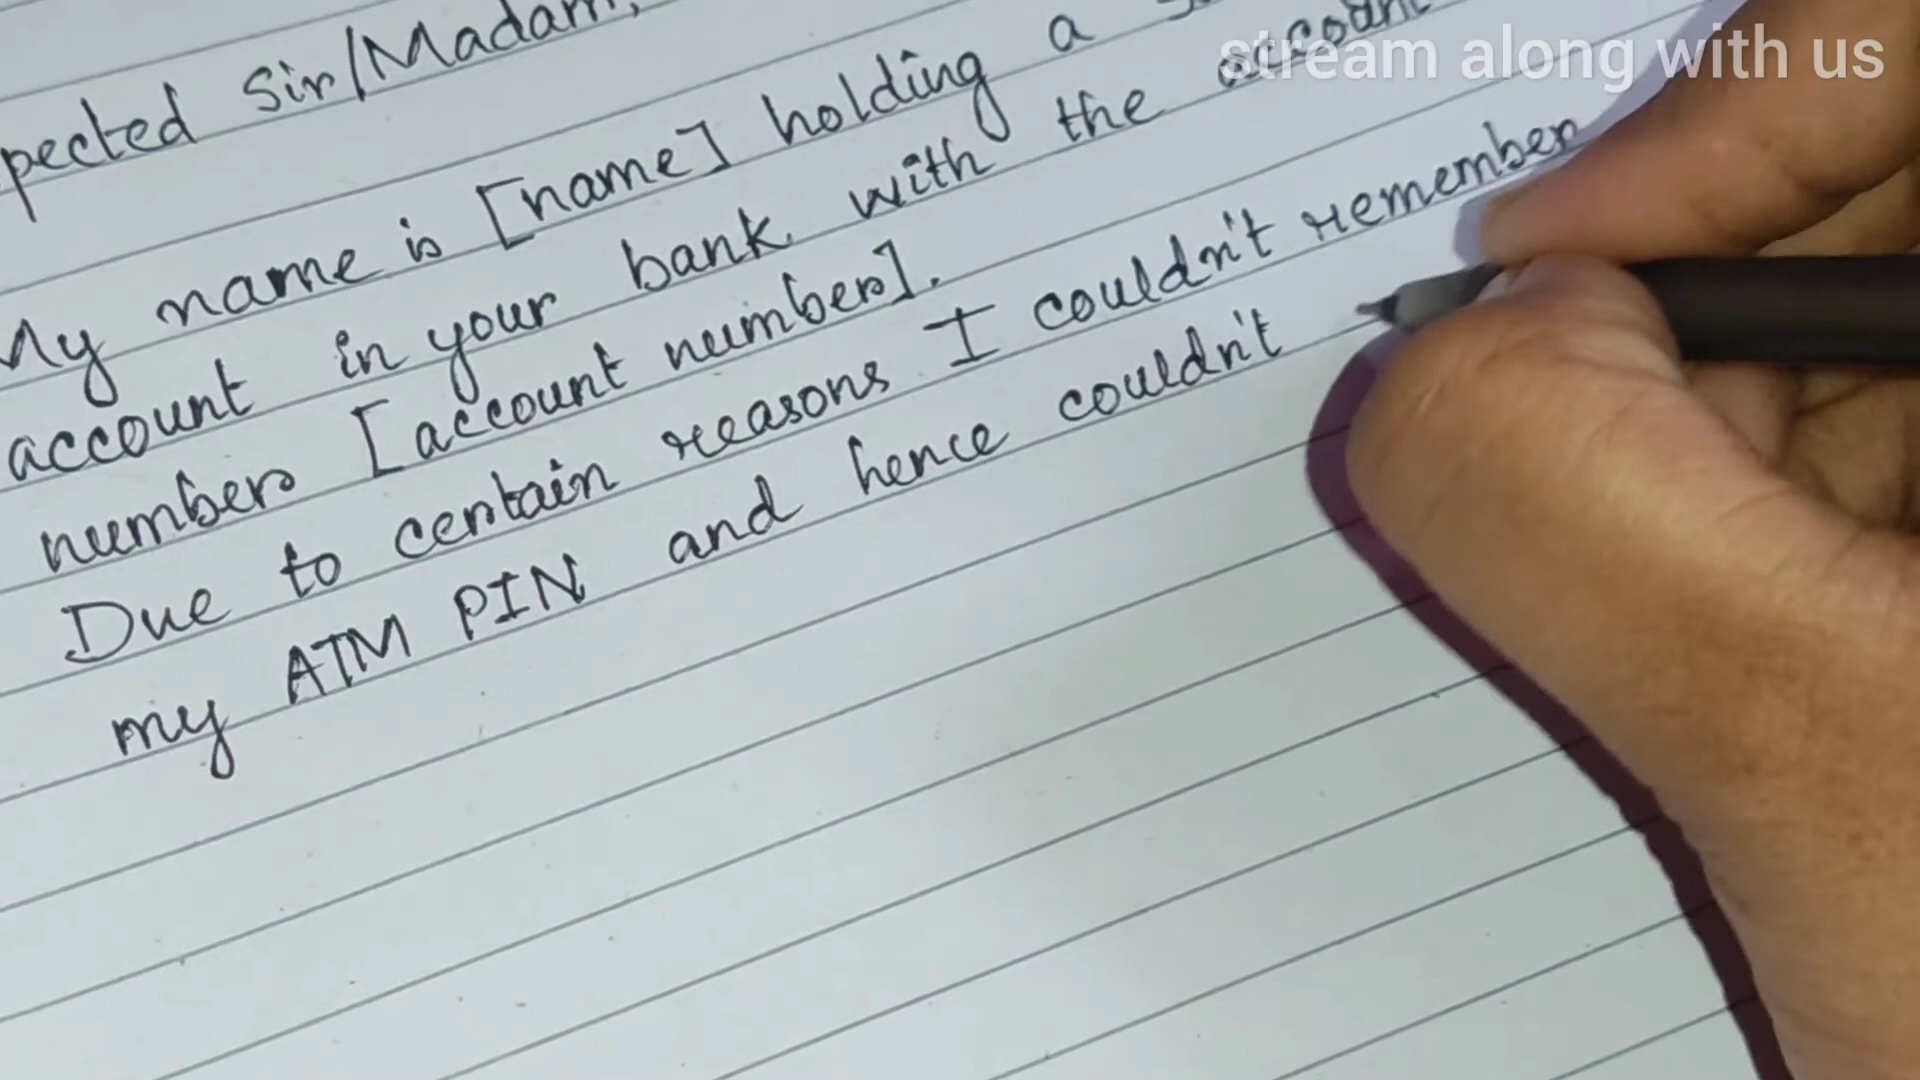 stream along with us
pected Sir/Madam,
My name is [name] holding a
account in your bank with the account
number [account number].
Due to certain reasons I couldn't remember
my ATM PIN and hence couldn't